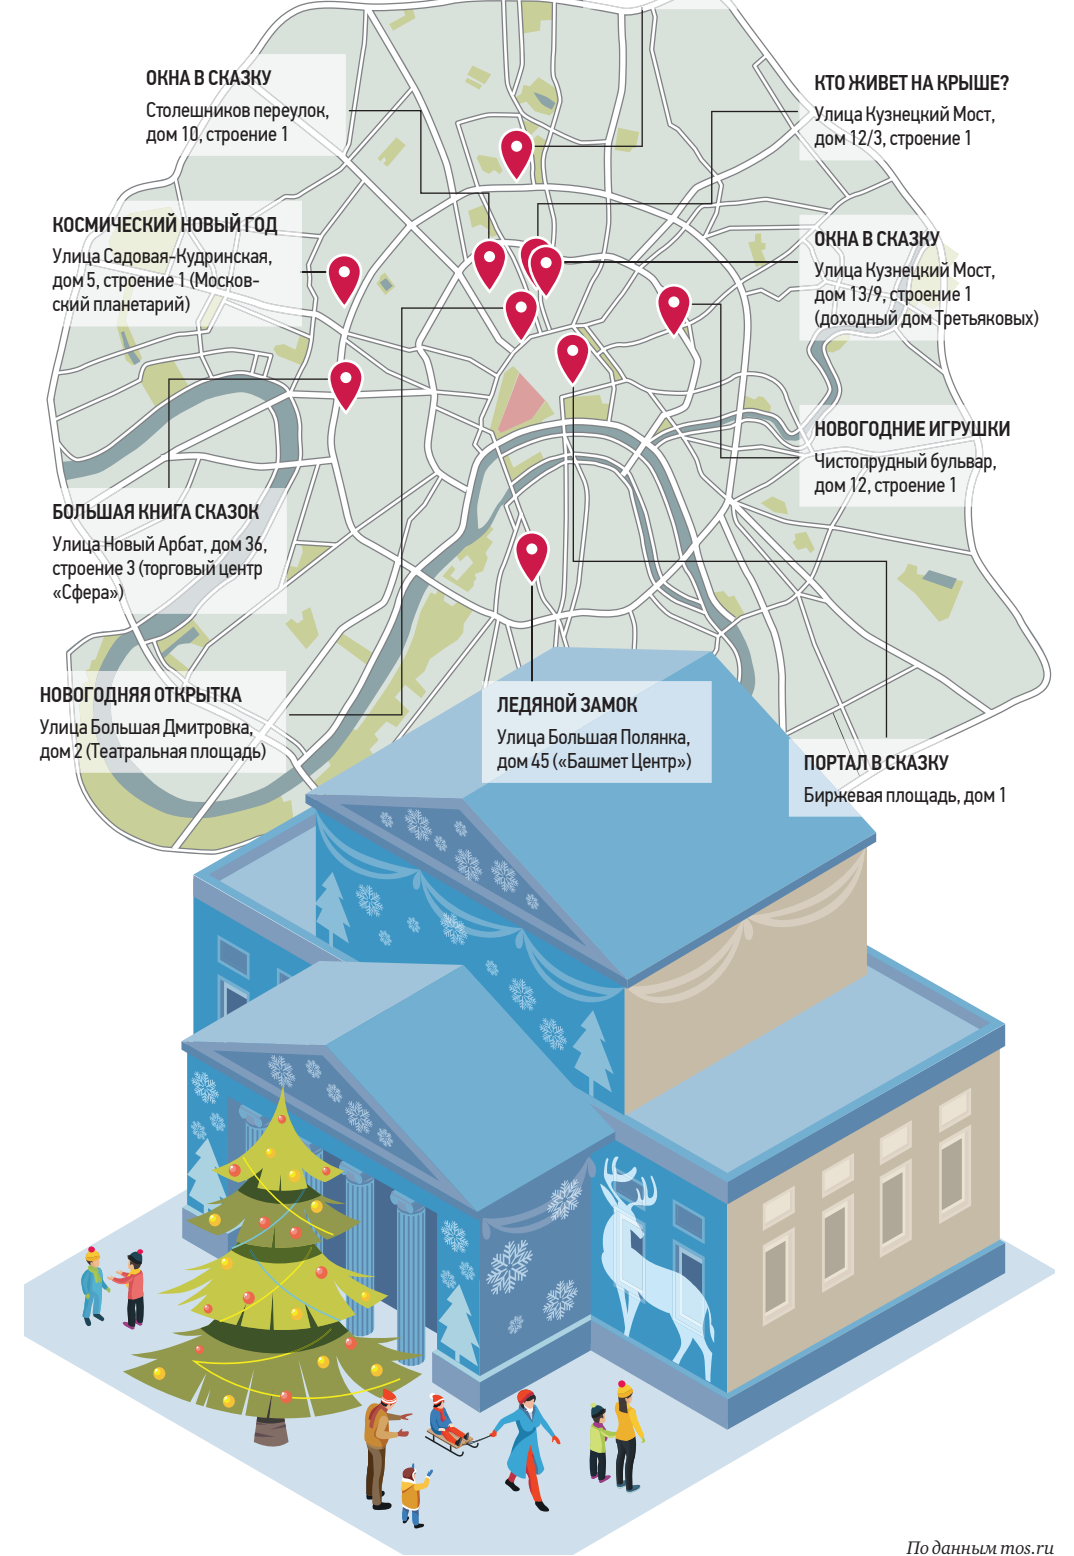 ОКНА В СКАЗКУ
Столешников переулок,
дом 10, строение 1
КТО ЖИВЕТ НА КРЫШЕ?
Улица Кузнецкий Мост,
дом 12/3, строение 1
КОСМИЧЕСКИЙ НОВЫЙ ГОД
Улица Садовая-Кудринская,
дом 5, строение 1 (Москов-
ский планетарий)
ОКНА В СКАЗКУ
Улица Кузнецкий Мост,
дом 13/9, строение 1
(доходный дом Третьяковых)
НОВОГОДНИЕ ИГРУШКИ
Чистопрудный бульвар,
дом 12, строение 1
БОЛЬШАЯ КНИГА СКАЗОК
Улица Новый Арбат, дом 36,
строение 3 (торговый центр
«Сфера»)
НОВОГОДНЯЯ ОТКРЫТКА
Улица Большая Дмитровка,
дом 2 (Театральная площадь)
ЛЕДЯНОЙ ЗАМОК
Улица Большая Полянка,
дом 45 («Башмет Центр»)
ПОРТАЛ В СКАЗКУ
Биржевая площадь, дом 1
По данным mos.ru